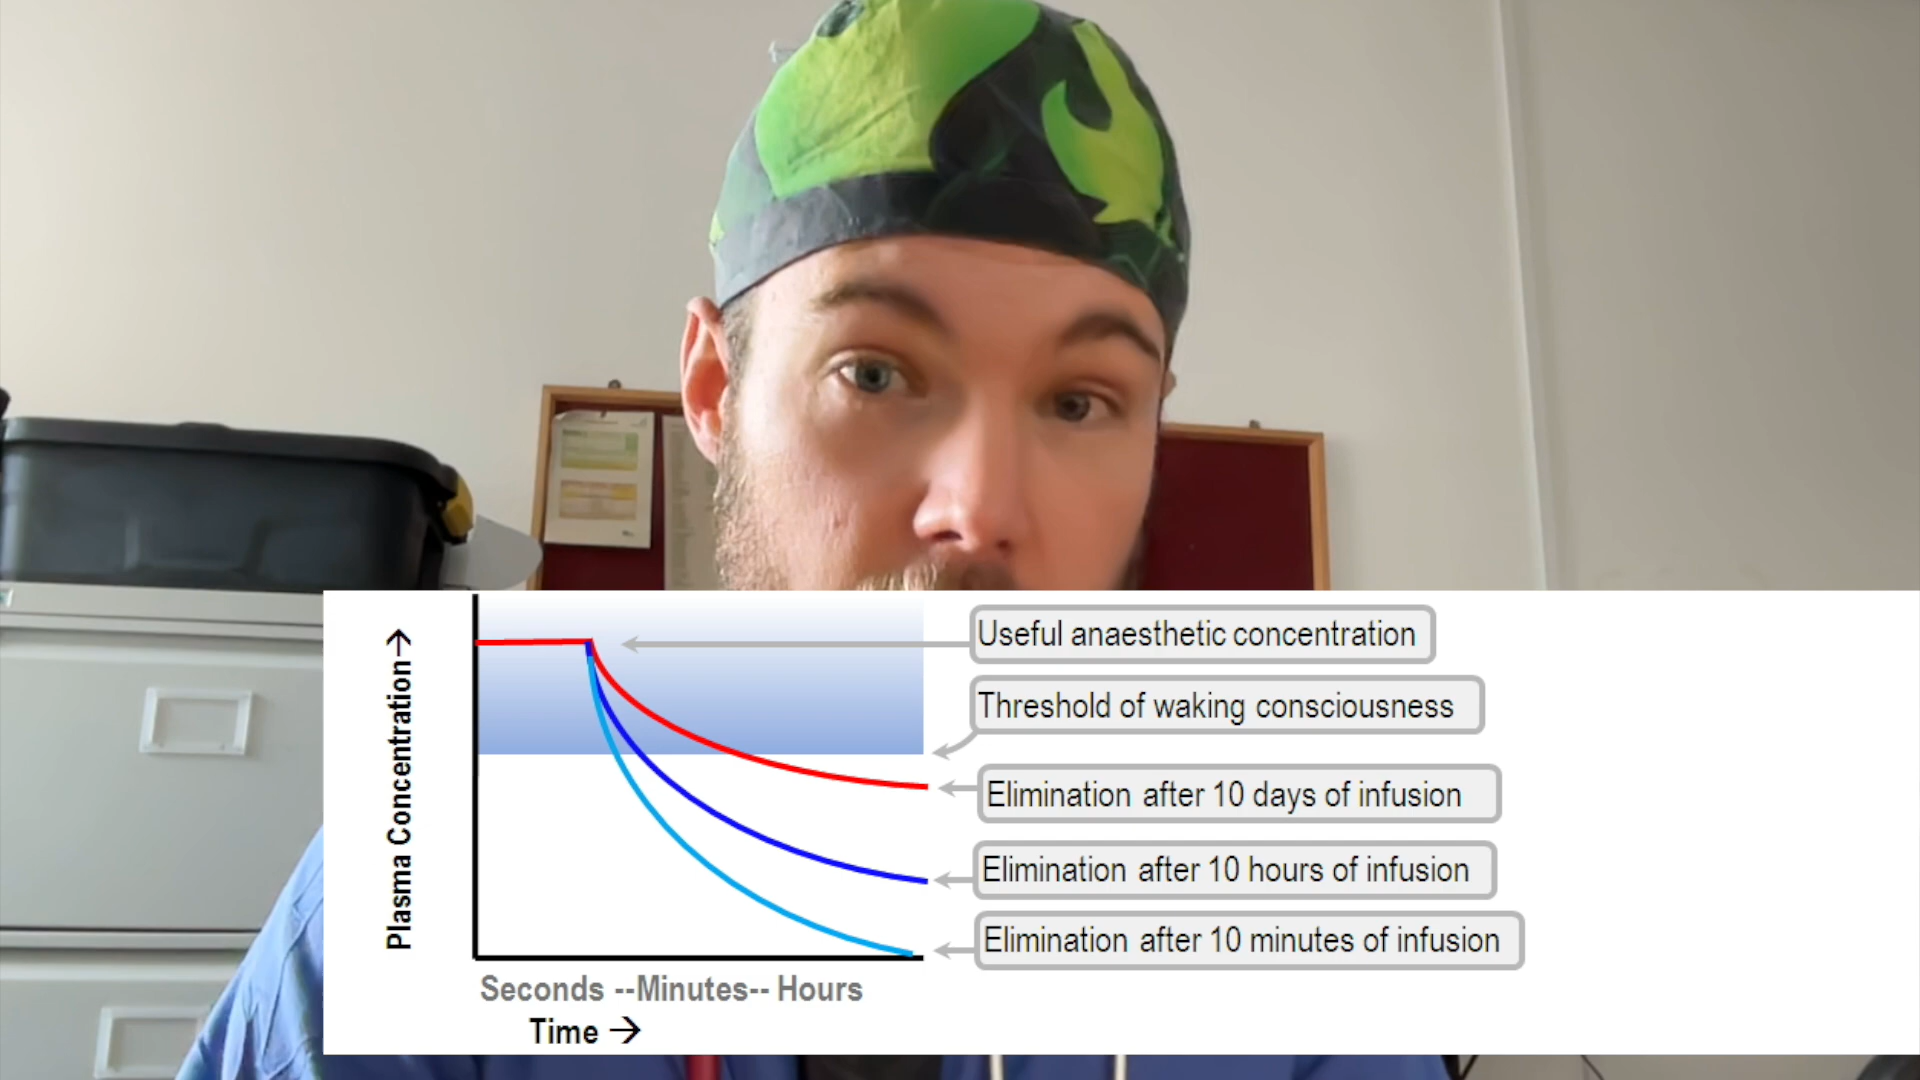 Plasma Concentration→
Useful anaesthetic concentration
Threshold of waking consciousness
Elimination after 10 days of infusion
Elimination after 10 hours of infusion
Elimination after 10 minutes of infusion
Seconds --Minutes-- Hours
Time →